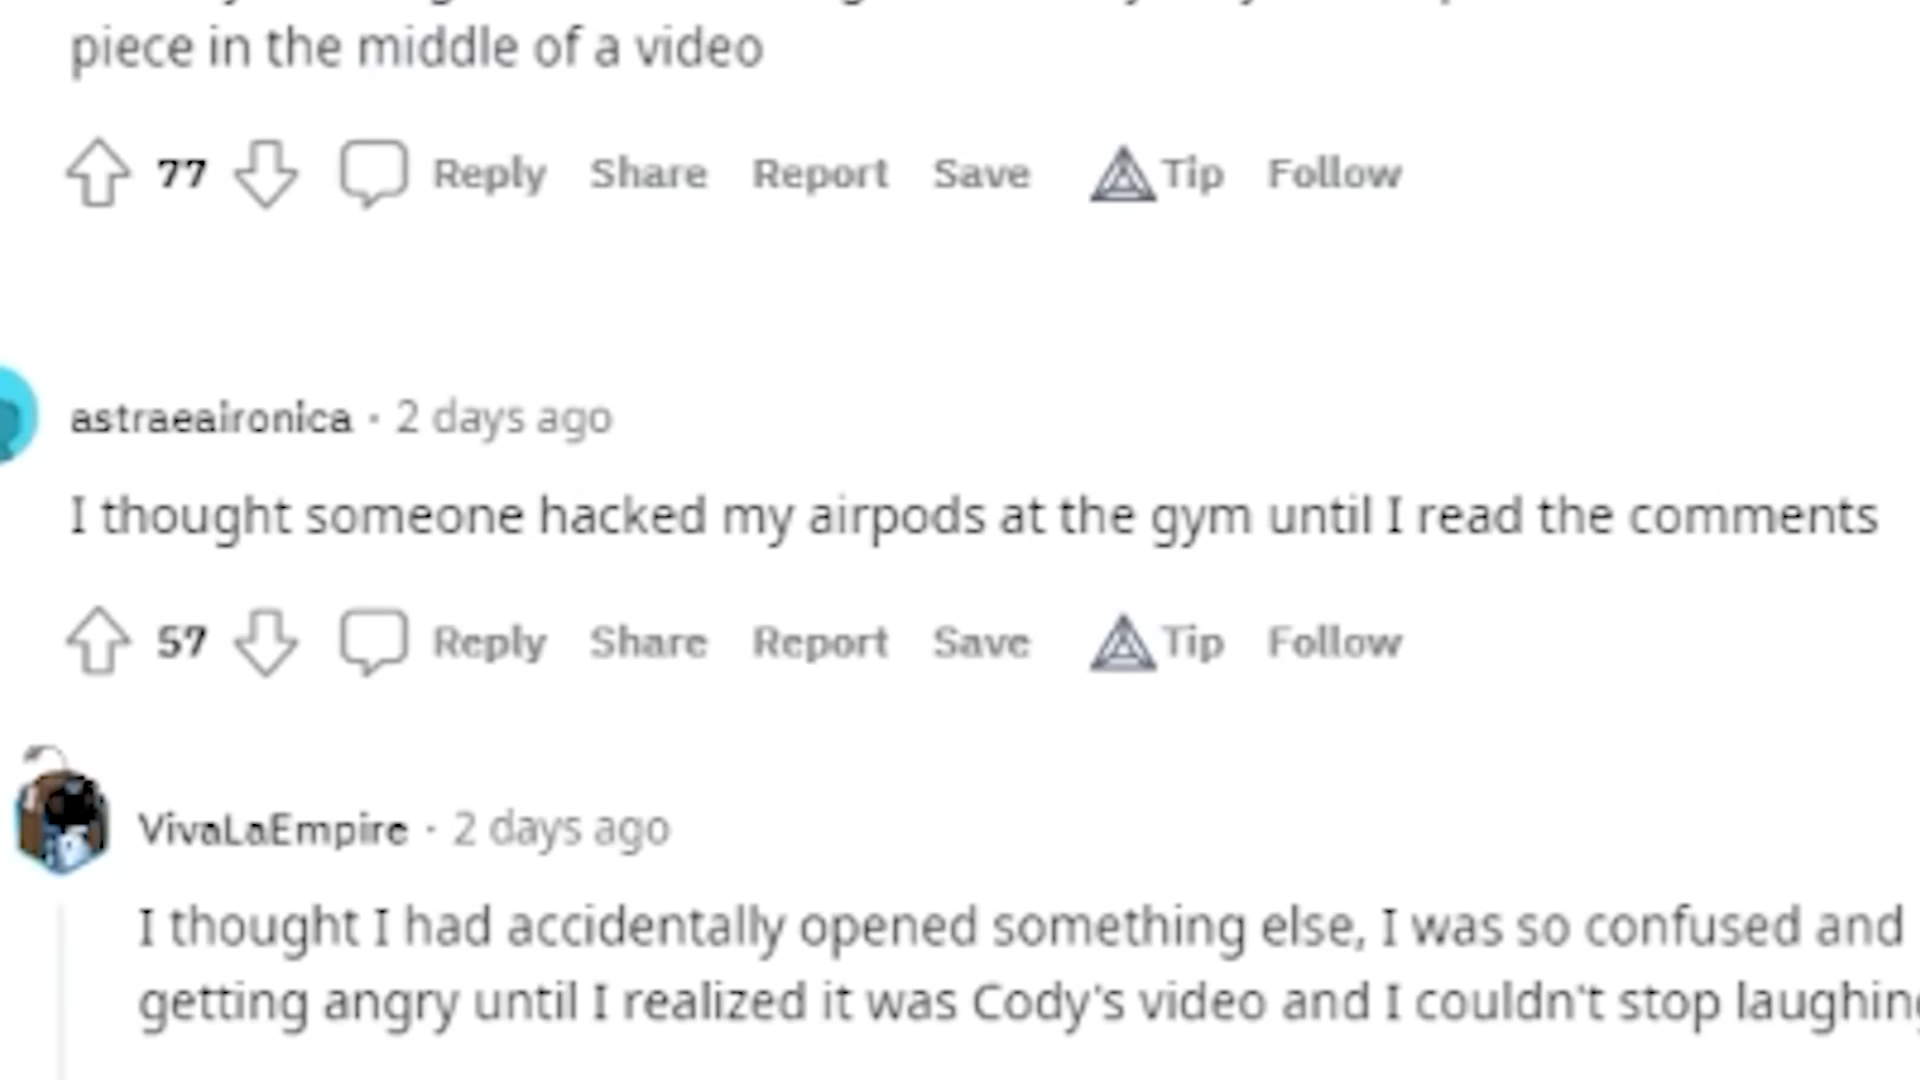 piece in the middle of a video
77 Reply Share Report Save Tip Follow
astraeaironica · 2 days ago
I thought someone hacked my airpods at the gym until I read the comments
57 Reply Share Report Save Tip Follow
VivaLaEmpire · 2 days ago
I thought I had accidentally opened something else, I was so confused and
getting angry until I realized it was Cody's video and I couldn't stop laughing